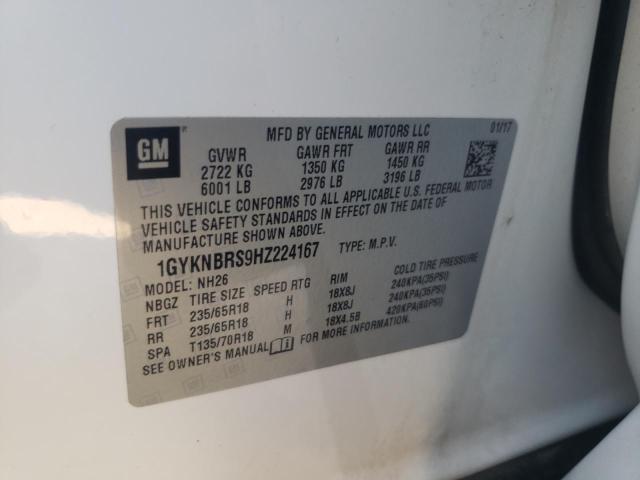 GM
MFD BY GENERAL MOTORS LLC 01/17
GVWR GAWR FRT GAWR RR
2722 KG 1350 KG 1450 KG
6001 LB 2976 LB 3196 LB
THIS VEHICLE CONFORMS TO ALL APPLICABLE U.S. FEDERAL MOTOR
VEHICLE SAFETY STANDARDS IN EFFECT ON THE DATE OF
MANUFACTURE SHOWN ABOVE.
1GYKNBRS9HZ224167 TYPE: M.P.V.
MODEL: NH26
NBGZ TIRE SIZE SPEED RTG RIM COLD TIRE PRESSURE
FRT 235/65R18 H 18X8J 240KPA(35PSI)
RR 235/65R18 H 18X8J 240KPA(35PSI)
SPA T135/70R18 M 18X4.5B 420KPA(60PSI)
SEE OWNER'S MANUAL FOR MORE INFORMATION.